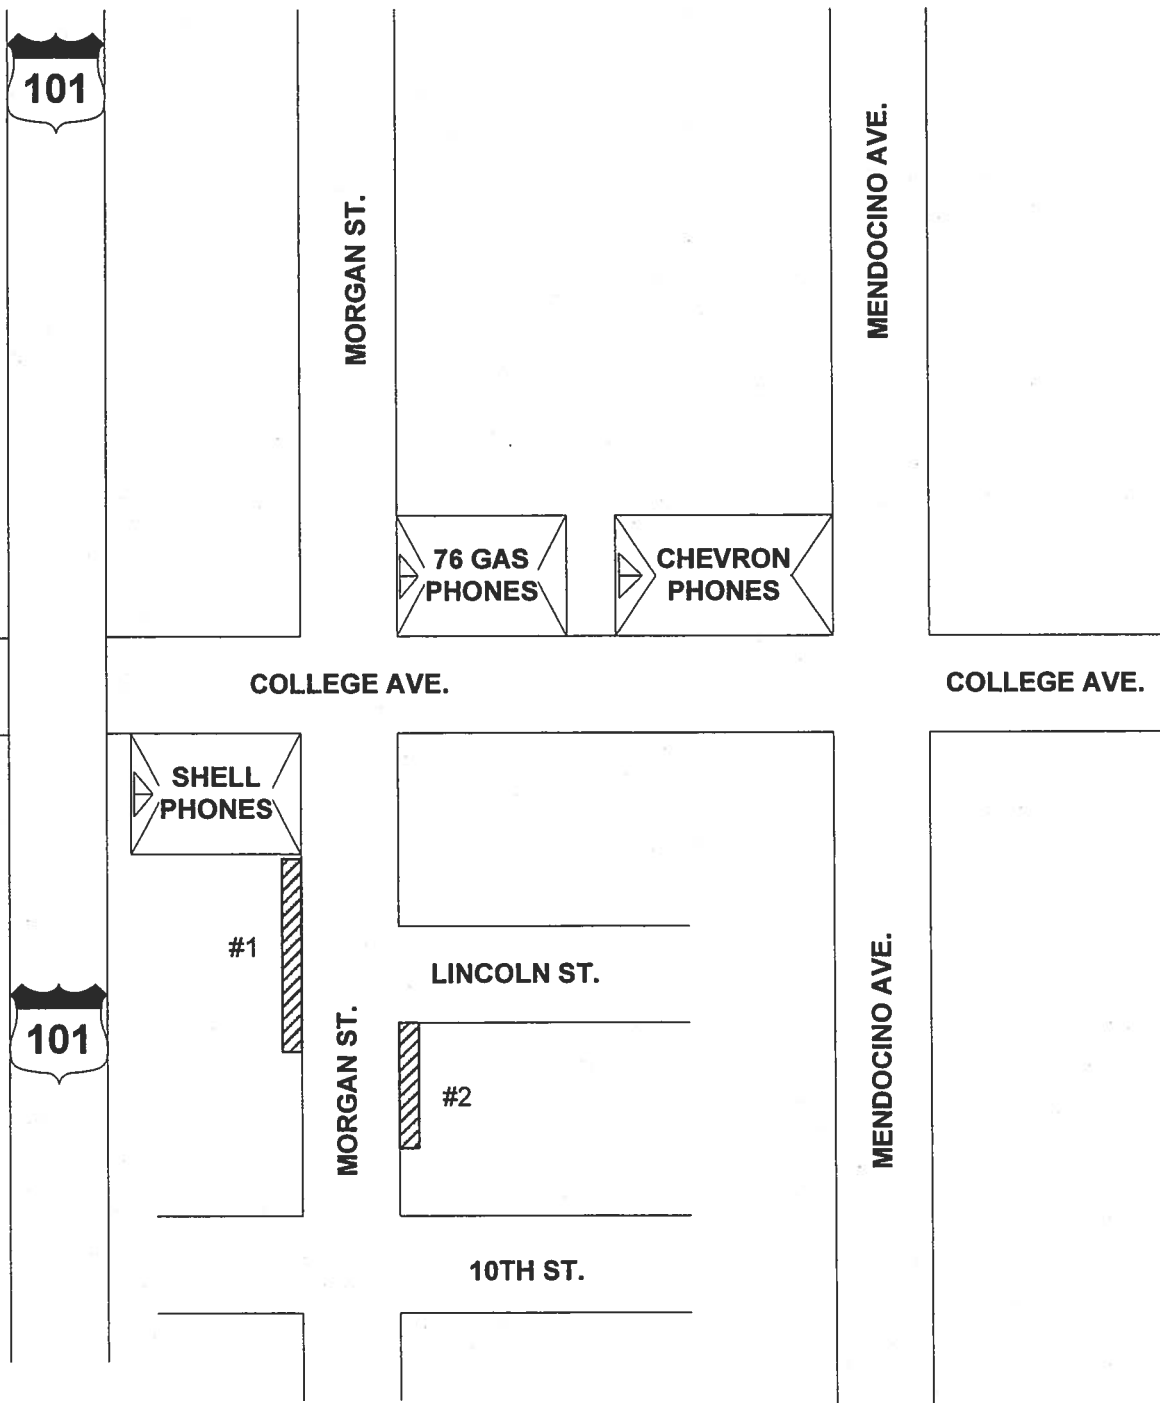 101
MORGAN ST.
MENDOCINO AVE.
76 GAS
PHONES
CHEVRON
PHONES
COLLEGE AVE.
COLLEGE AVE.
SHELL
PHONES
#1
LINCOLN ST.
101
MORGAN ST.
#2
MENDOCINO AVE.
10TH ST.